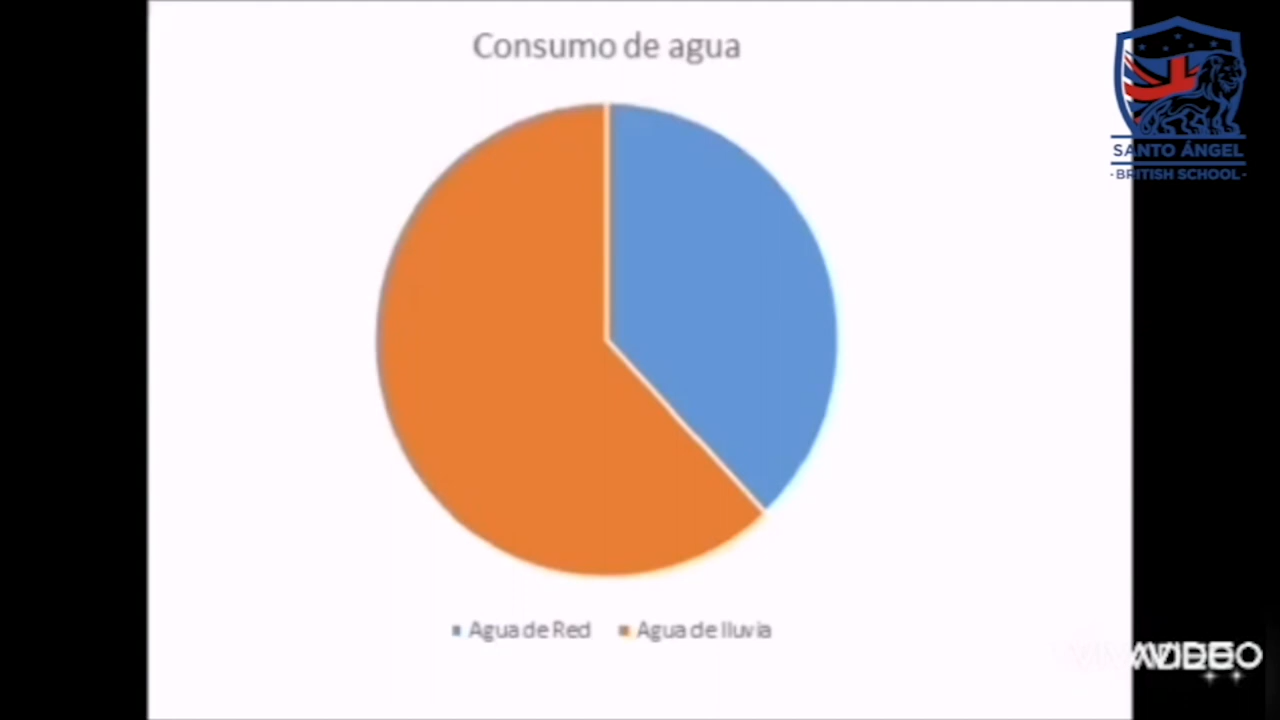 Consumo de agua
SANTO ÁNGEL
-BRITISH SCHOOL-
Agua de Red
Agua de lluvia